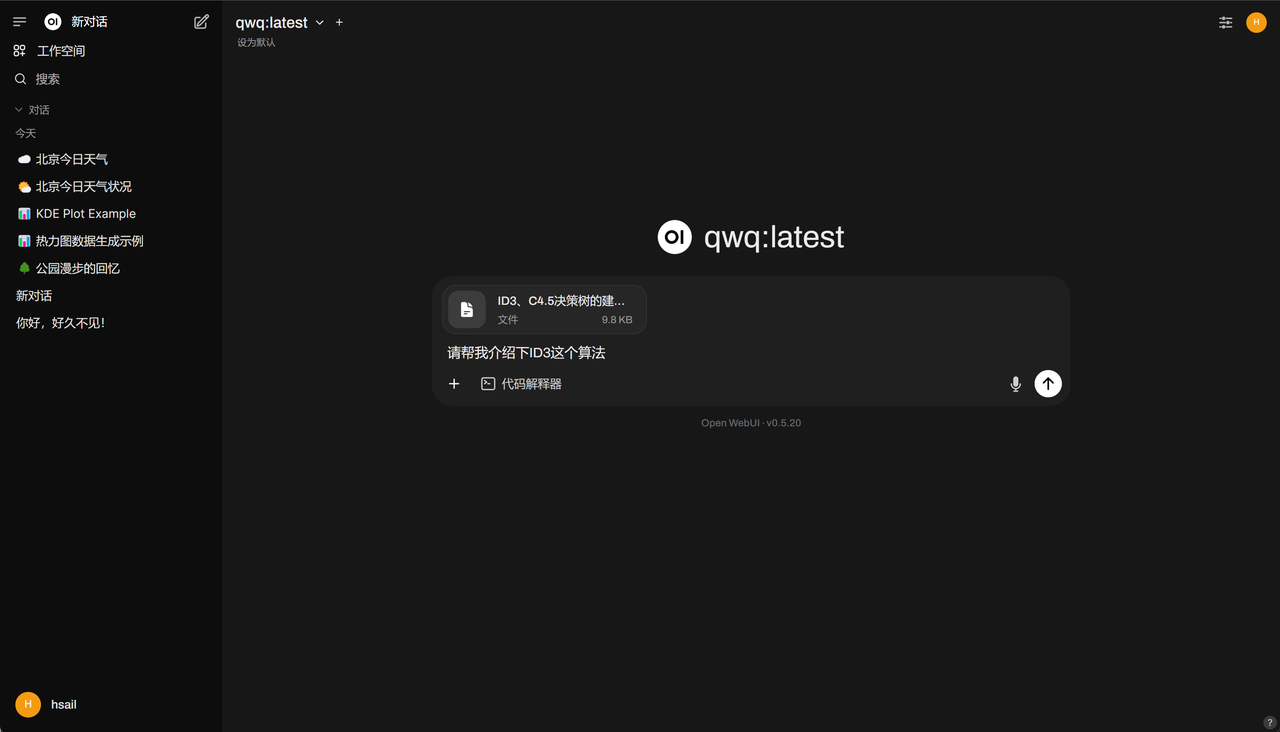 OI 新对话
工作空间
搜索
对话
今天
北京今日天气
北京今日天气状况
KDE Plot Example
热力图数据生成示例
公园漫步的回忆
新对话
你好，好久不见！
H hsail
qwq:latest
设为默认
H
OI qwq:latest
ID3、C4.5决策树的建...
文件 9.8 KB
请帮我介绍下ID3这个算法
代码解释器
Open WebUI · v0.5.20
?